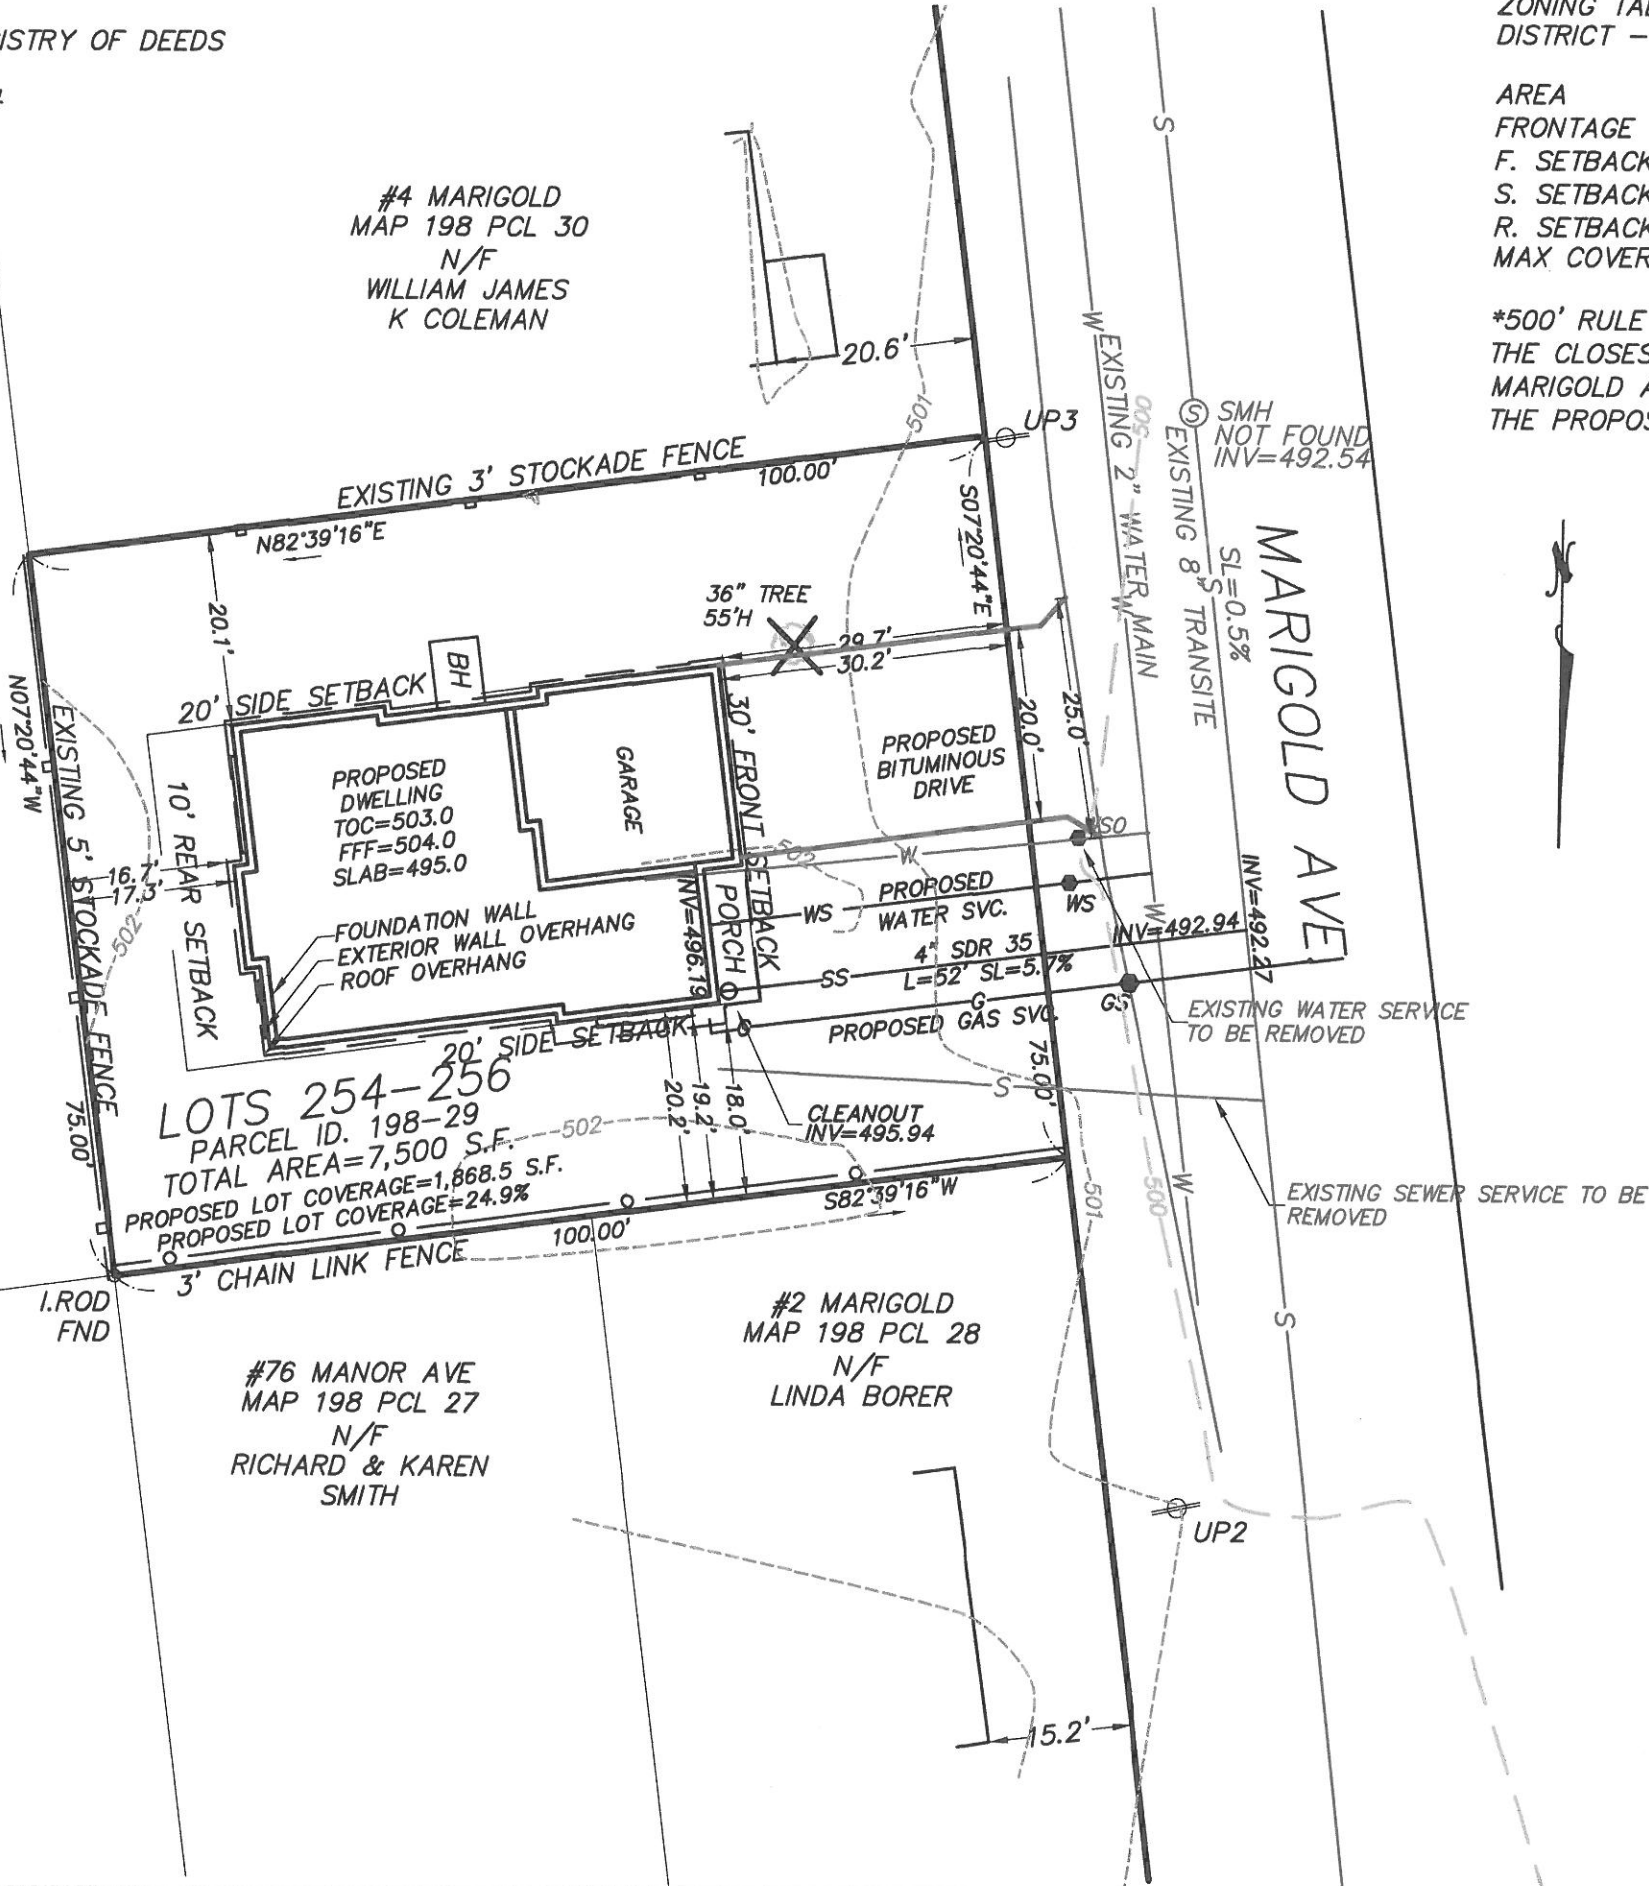 ISTRY OF DEEDS
DISTRICT –
AREA
FRONTAGE
F. SETBACK
S. SETBACK
R. SETBACK
MAX COVER
*500' RULE
THE CLOSES
MARIGOLD A
THE PROPOS
#4 MARIGOLD
MAP 198 PCL 30
N/F
WILLIAM JAMES
K COLEMAN
20.6'
501
UP3
S
W
EXISTING 2" WATER MAIN
W
500
S SMH
NOT FOUND
INV=492.54
EXISTING 8" TRANSITE
S
SL=0.5%
MARIGOLD AVE.
EXISTING 3' STOCKADE FENCE
100.00'
N82°39'16"E
S07°20'44"E
20.1'
36" TREE
55'H
29.7'
30.2'
BH
20' SIDE SETBACK
N07°20'44"W
EXISTING 5' STOCKADE FENCE
75.00'
10' REAR SETBACK
16.7'
17.3'
502
PROPOSED
DWELLING
TOC=503.0
FFF=504.0
SLAB=495.0
GARAGE
30' FRONT SETBACK
PROPOSED
BITUMINOUS
DRIVE
20.0'
25.0'
502
W
WSO
PROPOSED
WATER SVC.
WS
WS
W
FOUNDATION WALL
EXTERIOR WALL OVERHANG
ROOF OVERHANG
INV=496.19
PORCH
4" SDR 35
SS
L=52' SL=5.7%
INV=492.94
INV=492.27
G
GS
PROPOSED GAS SVC.
EXISTING WATER SERVICE
TO BE REMOVED
20' SIDE SETBACK
75.00'
S
20.2'
19.2'
18.0'
CLEANOUT
INV=495.94
LOTS 254–256
PARCEL ID. 198–29
TOTAL AREA=7,500 S.F.
PROPOSED LOT COVERAGE=1,868.5 S.F.
PROPOSED LOT COVERAGE=24.9%
502
S82°39'16"W
100.00'
3' CHAIN LINK FENCE
501
500
W
EXISTING SEWER SERVICE TO BE
REMOVED
I.ROD
FND
#2 MARIGOLD
MAP 198 PCL 28
N/F
LINDA BORER
S
#76 MANOR AVE
MAP 198 PCL 27
N/F
RICHARD & KAREN
SMITH
UP2
15.2'